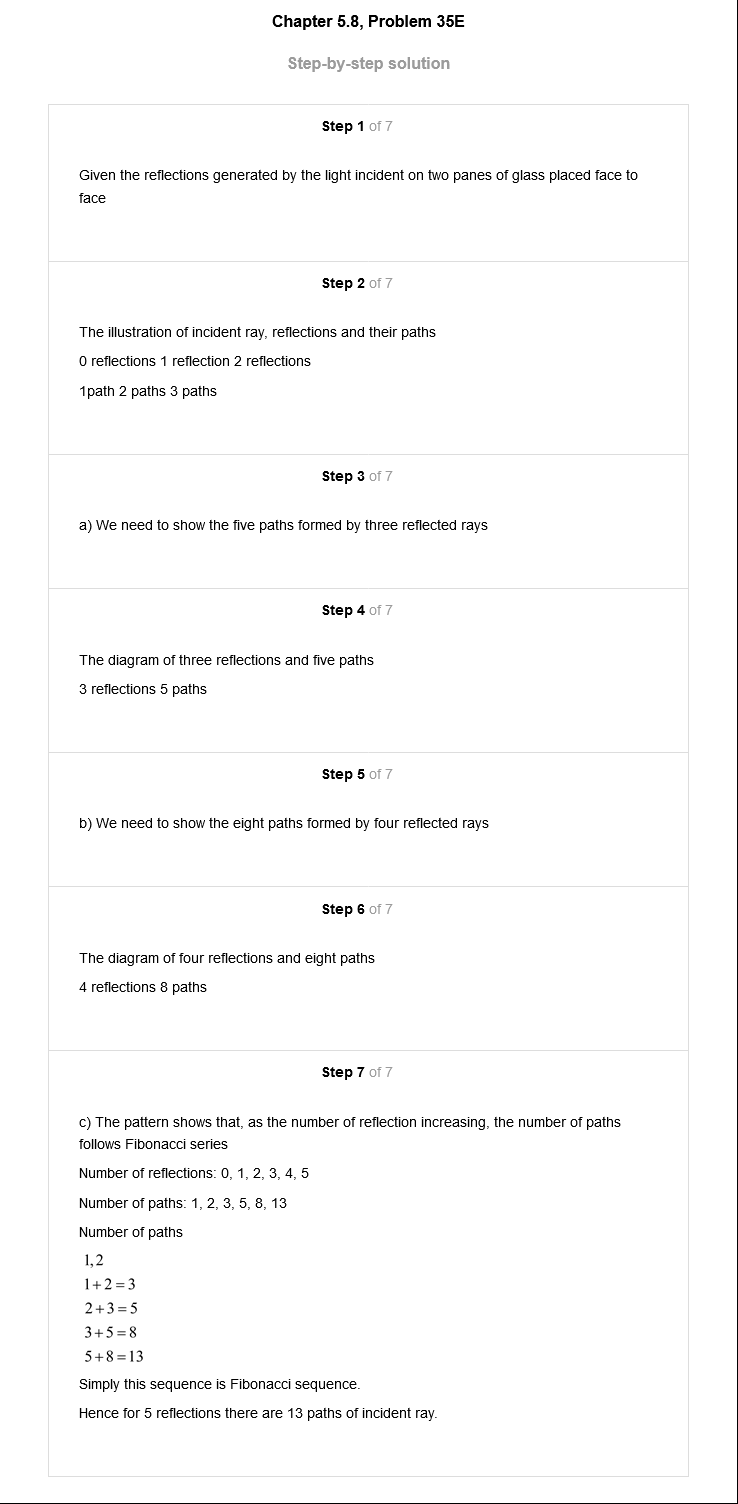 Chapter 5.8, Problem 35E
Step-by-step solution
Step 1 of 7
Given the reflections generated by the light incident on two panes of glass placed face to
face
Step 2 of 7
The illustration of incident ray, reflections and their paths
0 reflections 1 reflection 2 reflections
1path 2 paths 3 paths
Step 3 of 7
a) We need to show the five paths formed by three reflected rays
Step 4 of 7
The diagram of three reflections and five paths
3 reflections 5 paths
Step 5 of 7
b) We need to show the eight paths formed by four reflected rays
Step 6 of 7
The diagram of four reflections and eight paths
4 reflections 8 paths
Step 7 of 7
c) The pattern shows that, as the number of reflection increasing, the number of paths
follows Fibonacci series
Number of reflections: 0, 1, 2, 3, 4, 5
Number of paths: 1, 2, 3, 5, 8, 13
Number of paths
1,2
1+2=3
2+3=5
3+5=8
5+8=13
Simply this sequence is Fibonacci sequence.
Hence for 5 reflections there are 13 paths of incident ray.